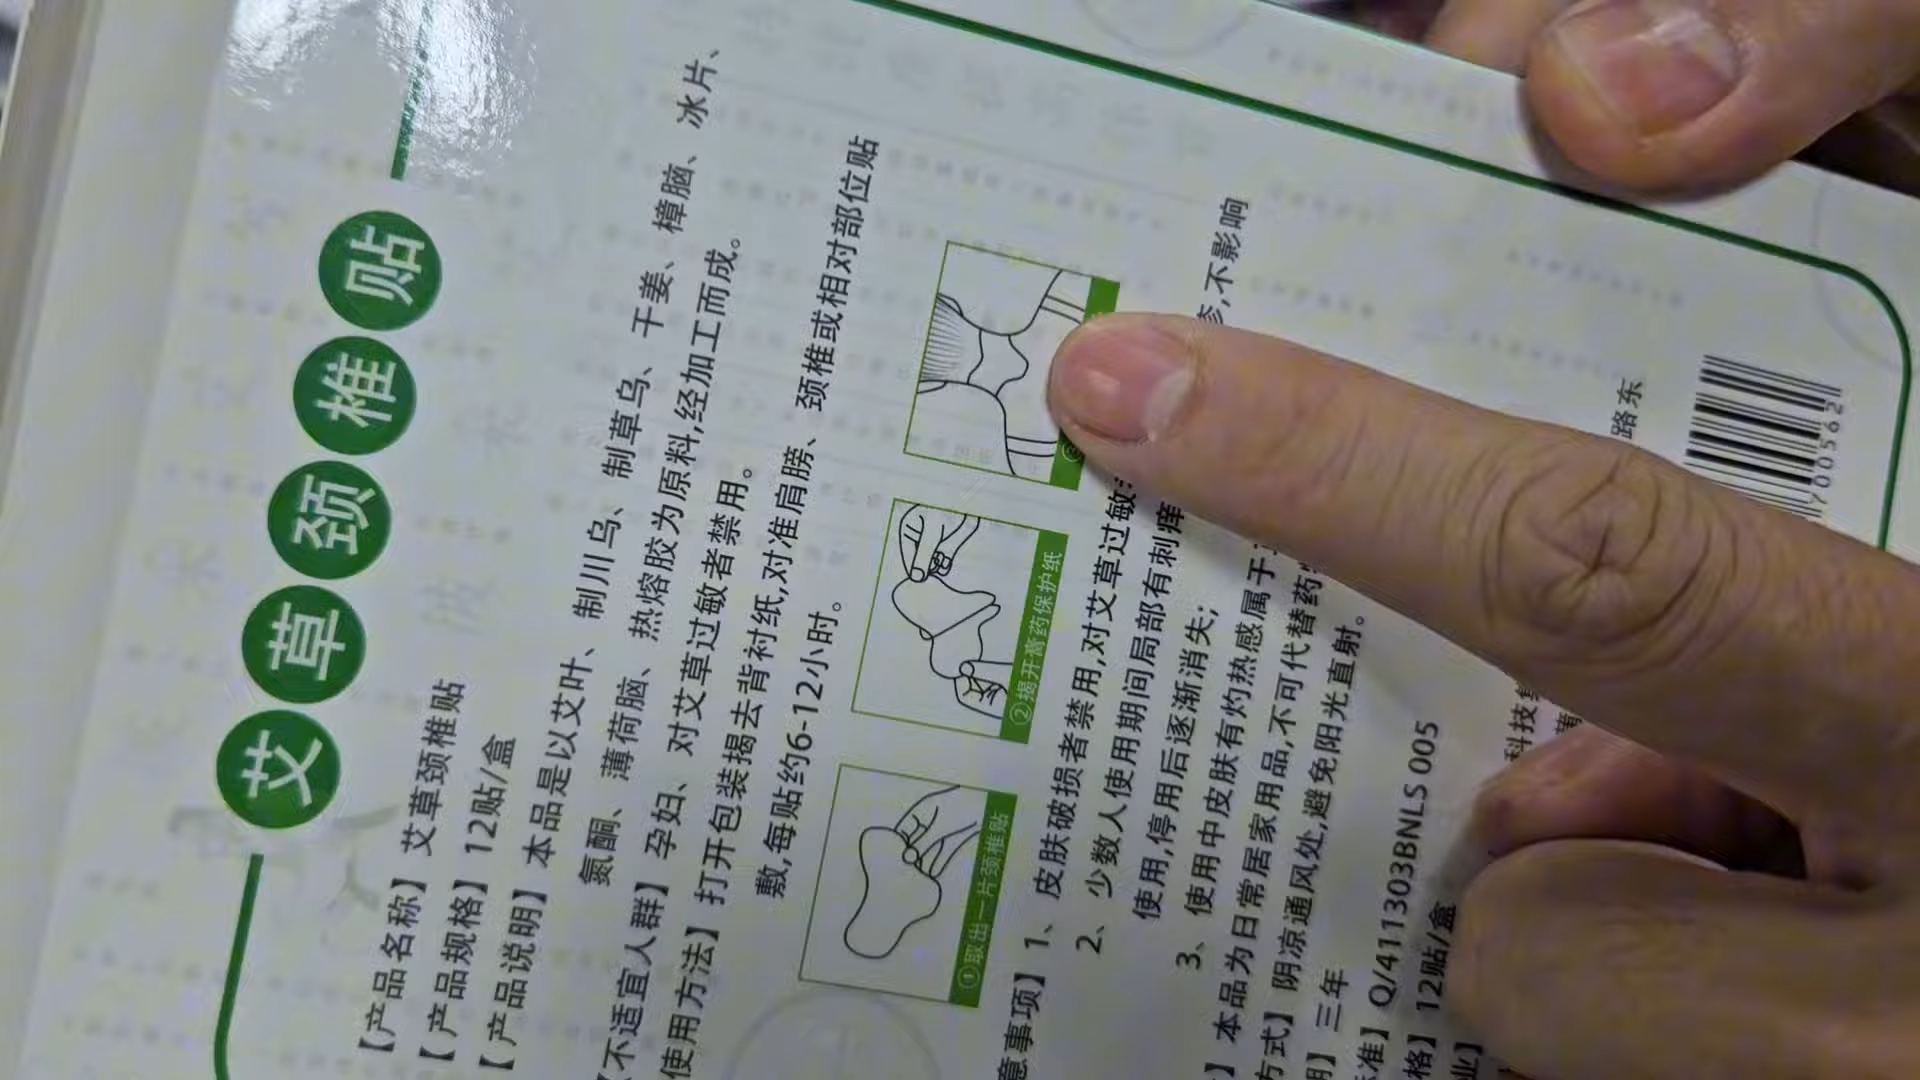 艾草颈椎贴
【产品名称】艾草颈椎贴
【产品规格】12贴/盒
【产品说明】本品是以艾叶、制川乌、制草乌、干姜、樟脑、冰片、
氮酮、薄荷脑、热熔胶为原料,经加工而成。
【不适宜人群】孕妇、对艾草过敏者禁用。
使用方法】打开包装揭去背衬纸,对准肩膀、颈椎或相对部位贴
敷,每贴约6-12小时。
①取出一片颈椎贴
②揭开膏药保护纸
③
意事项】1、皮肤破损者禁用,对艾草过敏
2、少数人使用期间局部有刺痒
疹,不影响
使用,停用后逐渐消失;
3、使用中皮肤有灼热感属于
】本品为日常居家用品,不可代替药
方式】阴凉通风处,避免阳光直射。
】三年
准】Q/411303BNLS 005
格】12贴/盒
业】
科技
路东
1700562